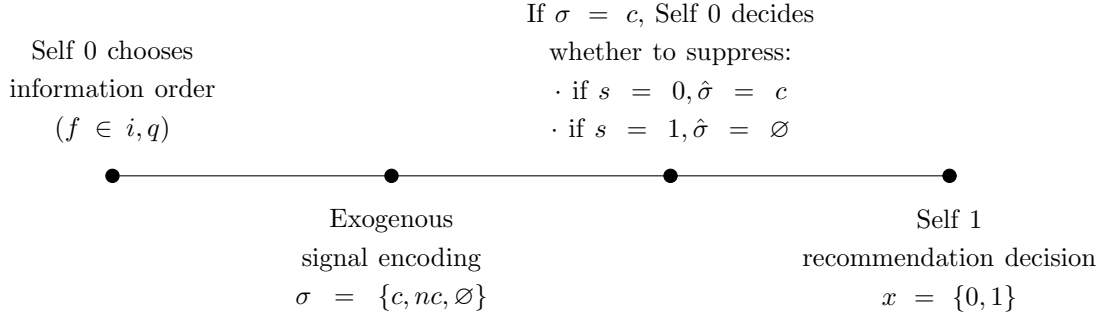 Self 0 chooses
information order
(f ∈ i, q)
If σ = c, Self 0 decides
whether to suppress:
· if s = 0, σ̂ = c
· if s = 1, σ̂ = ∅
Exogenous
signal encoding
σ = {c, nc, ∅}
Self 1
recommendation decision
x = {0, 1}